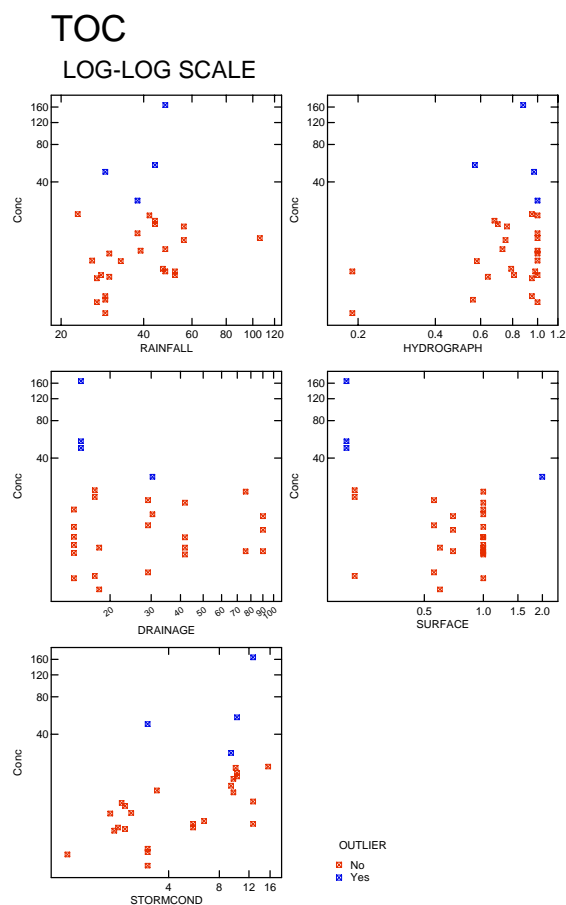 TOC
LOG-LOG SCALE
160
120
80
40
Conc
20 40 60 80 100 120
RAINFALL
160
120
80
40
Conc
0.2 0.4 0.6 0.8 1.0 1.2
HYDROGRAPH
160
120
80
40
Conc
20 30 40 50 60 70 80 90 100
DRAINAGE
160
120
80
40
Conc
0.5 1.0 1.5 2.0
SURFACE
160
120
80
40
Conc
4 8 12 16
STORMCOND
OUTLIER
No
Yes